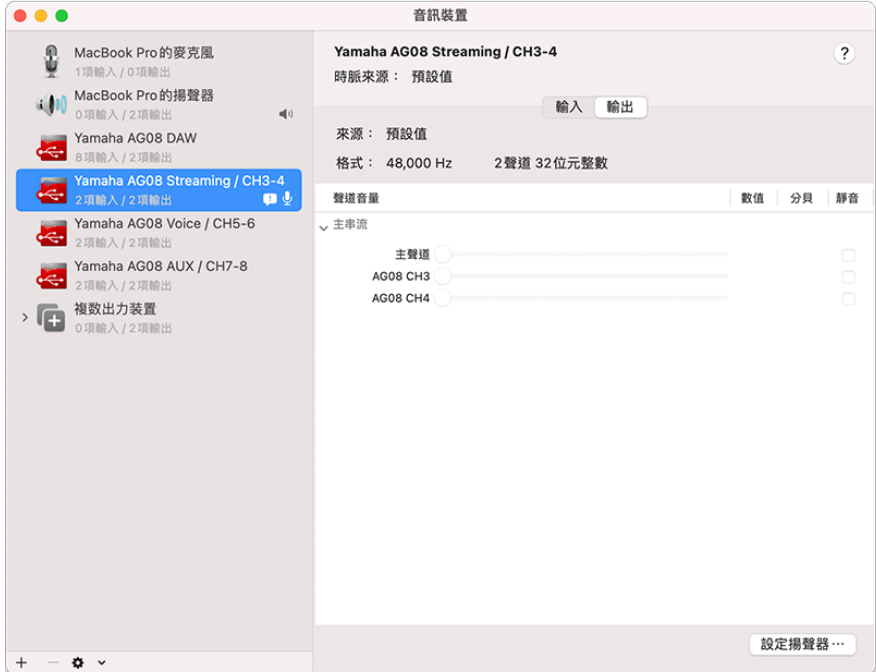 音訊裝置
MacBook Pro的麥克風
1項輸入 / 0項輸出
MacBook Pro的揚聲器
0項輸入 / 2項輸出
Yamaha AG08 DAW
8項輸入 / 2項輸出
Yamaha AG08 Streaming / CH3-4
2項輸入 / 2項輸出
Yamaha AG08 Voice / CH5-6
2項輸入 / 2項輸出
Yamaha AG08 AUX / CH7-8
2項輸入 / 2項輸出
複數出力装置
0項輸入 / 2項輸出
Yamaha AG08 Streaming / CH3-4
?
時脈來源： 預設值
輸入 輸出
來源： 預設值
格式： 48,000 Hz 2聲道 32位元整數
聲道音量 數值 分貝 靜音
主串流
主聲道
AG08 CH3
AG08 CH4
設定揚聲器⋯